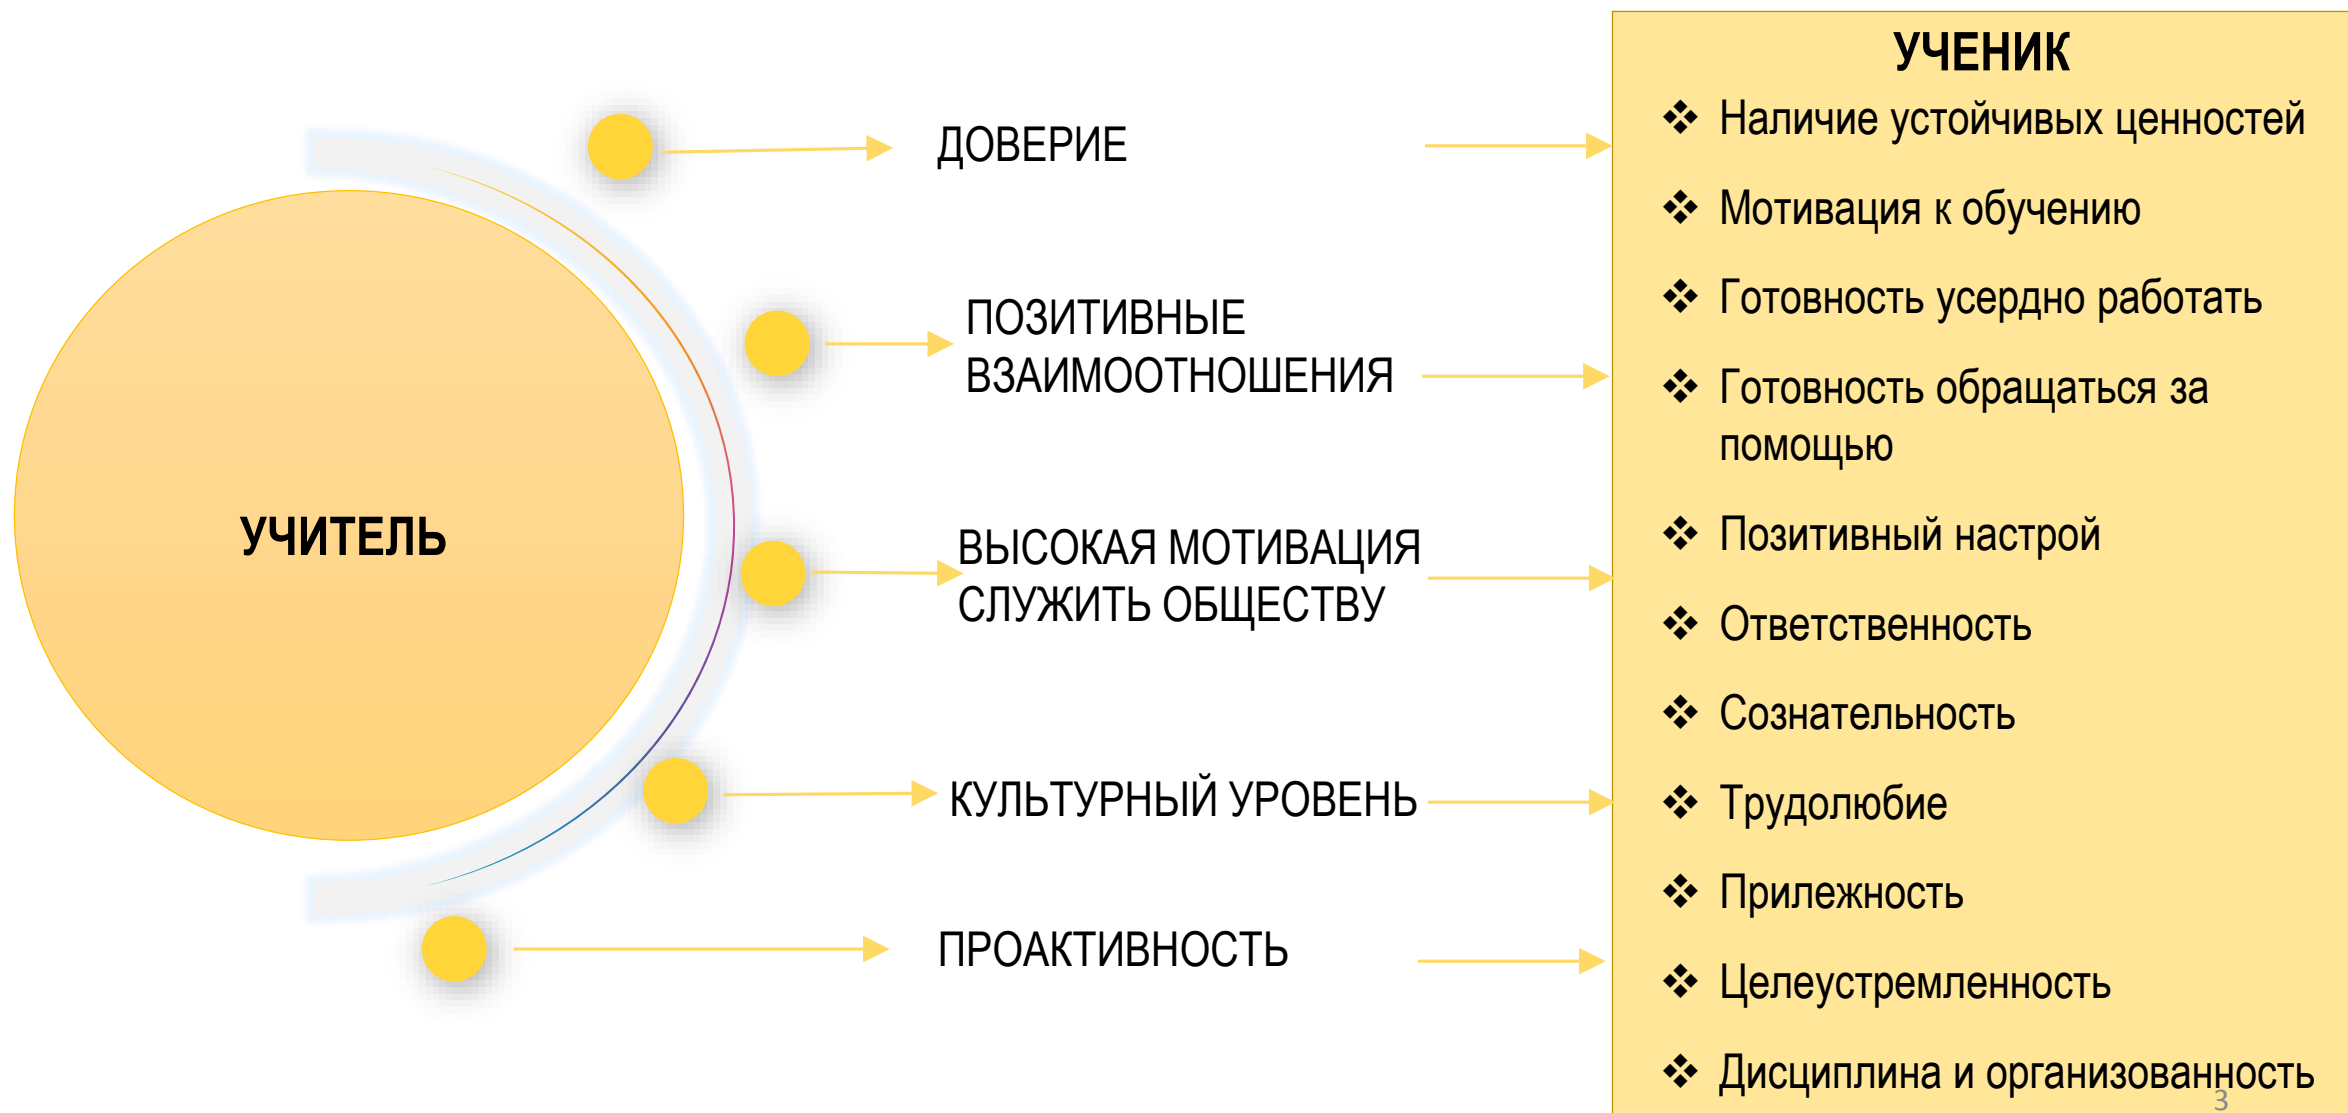 УЧИТЕЛЬ
ДОВЕРИЕ
ПОЗИТИВНЫЕ
ВЗАИМООТНОШЕНИЯ
ВЫСОКАЯ МОТИВАЦИЯ
СЛУЖИТЬ ОБЩЕСТВУ
КУЛЬТУРНЫЙ УРОВЕНЬ
ПРОАКТИВНОСТЬ
УЧЕНИК
❖ Наличие устойчивых ценностей
❖ Мотивация к обучению
❖ Готовность усердно работать
❖ Готовность обращаться за
помощью
❖ Позитивный настрой
❖ Ответственность
❖ Сознательность
❖ Трудолюбие
❖ Прилежность
❖ Целеустремленность
❖ Дисциплина и организованность
3